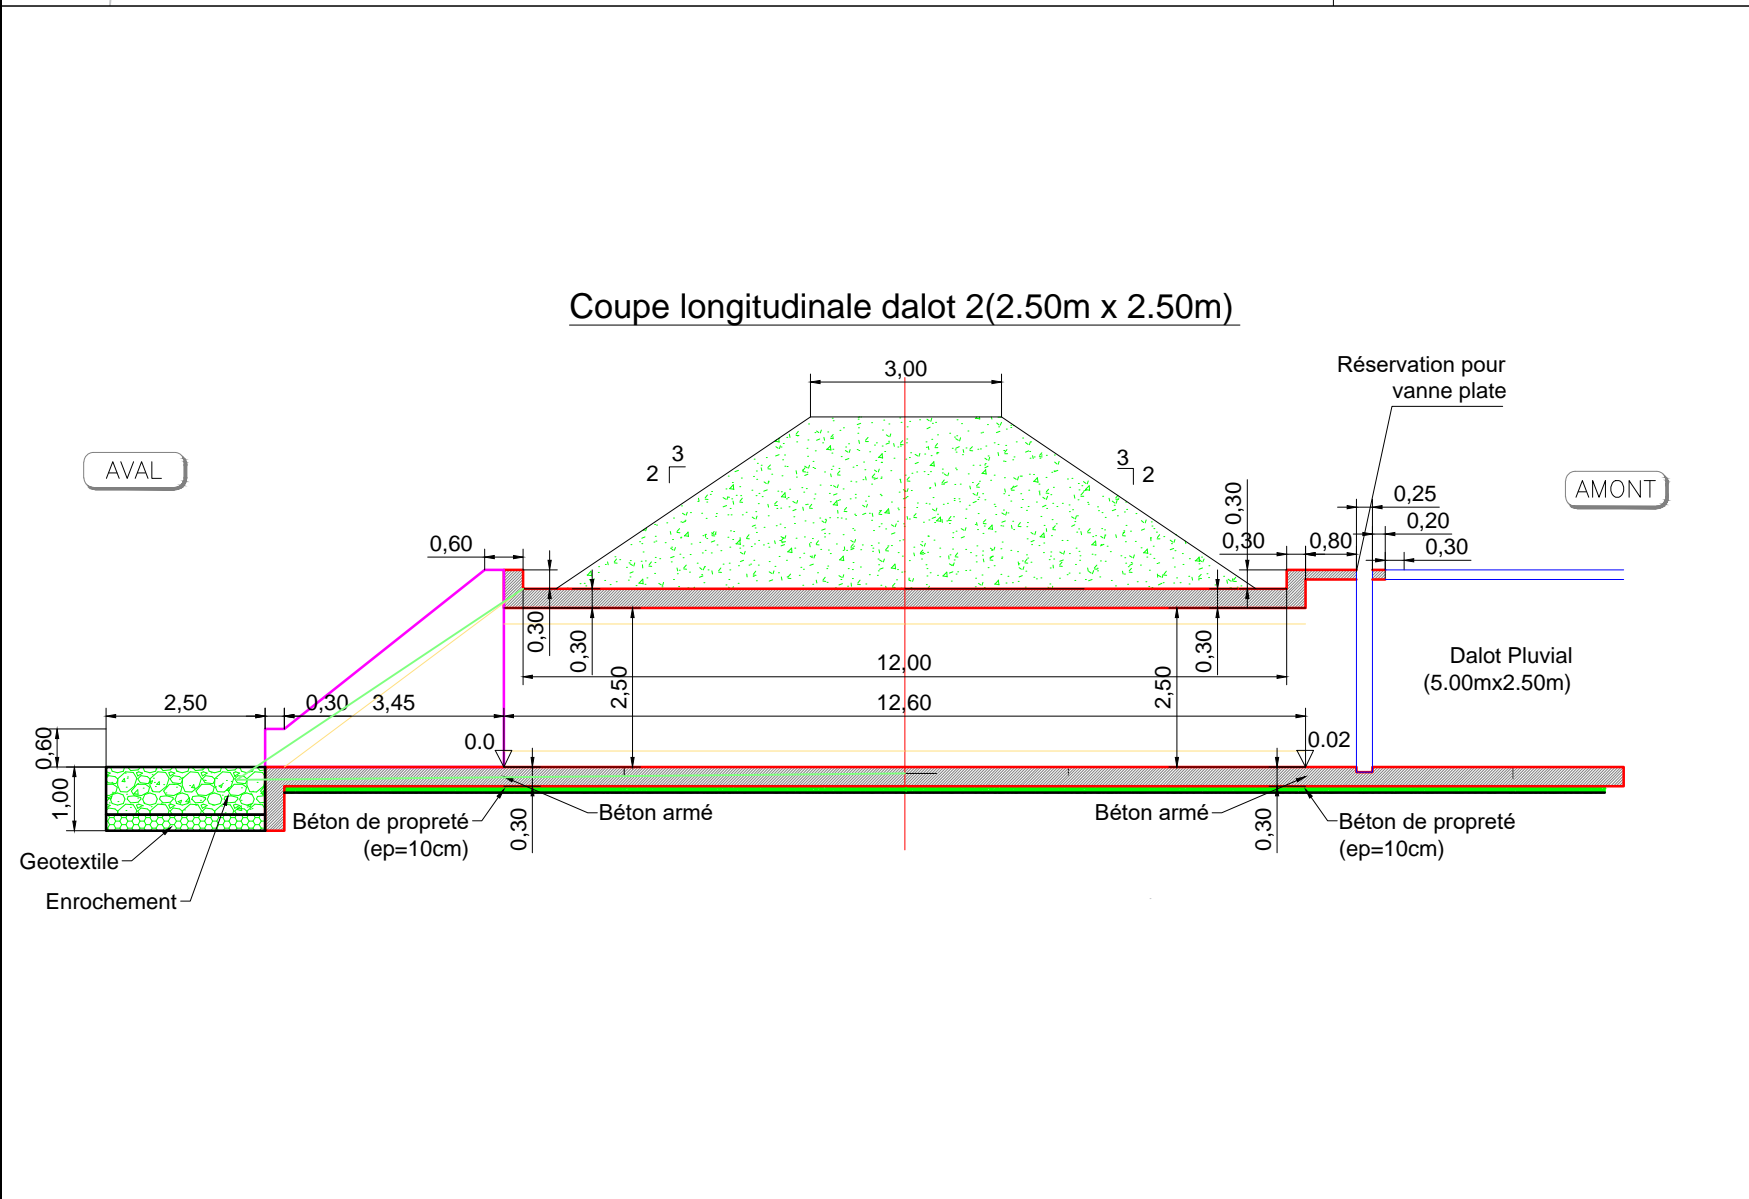 Coupe longitudinale dalot 2(2.50m x 2.50m)
3,00
Réservation pour
vanne plate
AVAL
3
2
3
2
AMONT
0,30
0,25
0,20
0,60
0,30
0,80
0,30
0,30
0,30
0,30
12,00
Dalot Pluvial
(5.00mx2.50m)
2,50
2,50
2,50
0,30
3,45
12,60
0,60
0.0
0.02
1,00
Béton de propreté
(ep=10cm)
0,30
Béton armé
Béton armé
0,30
Béton de propreté
(ep=10cm)
Geotextile
Enrochement